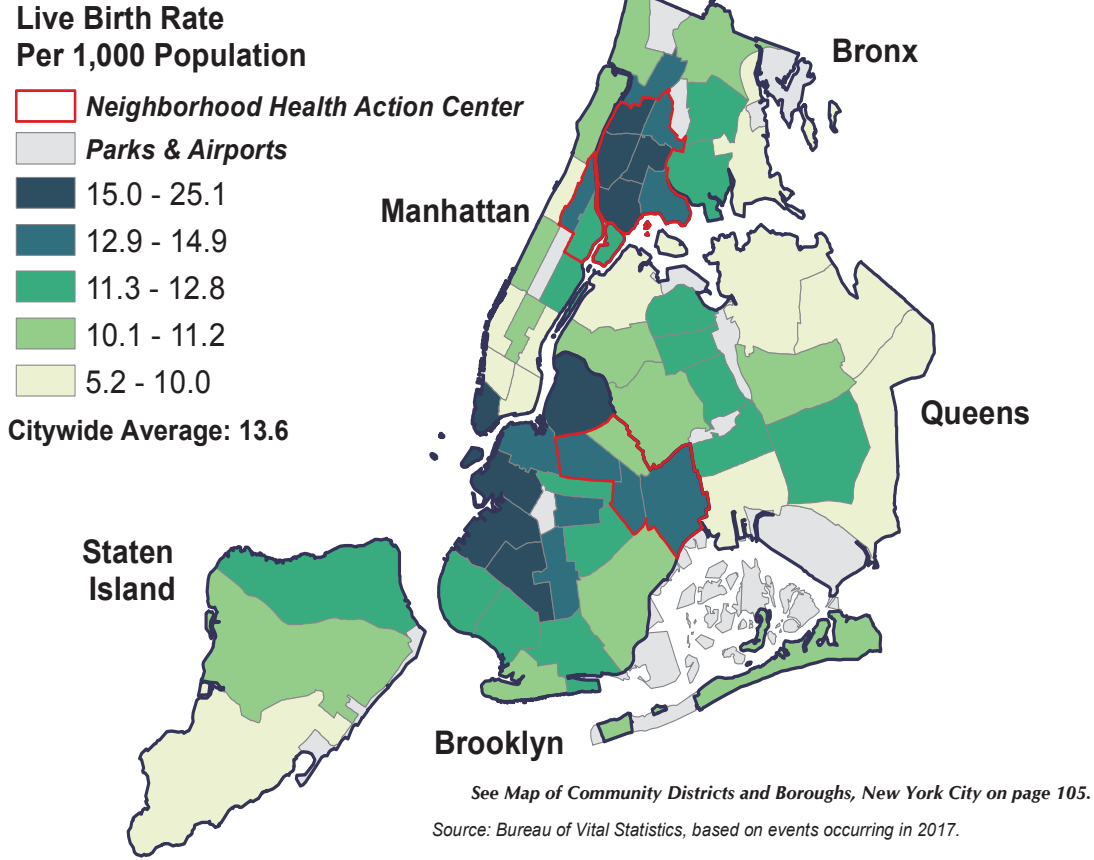 Live Birth Rate
Per 1,000 Population
Neighborhood Health Action Center
Parks & Airports
15.0 - 25.1
12.9 - 14.9
11.3 - 12.8
10.1 - 11.2
5.2 - 10.0
Citywide Average: 13.6
Bronx
Manhattan
Queens
Staten
Island
Brooklyn
See Map of Community Districts and Boroughs, New York City on page 105.
Source: Bureau of Vital Statistics, based on events occurring in 2017.